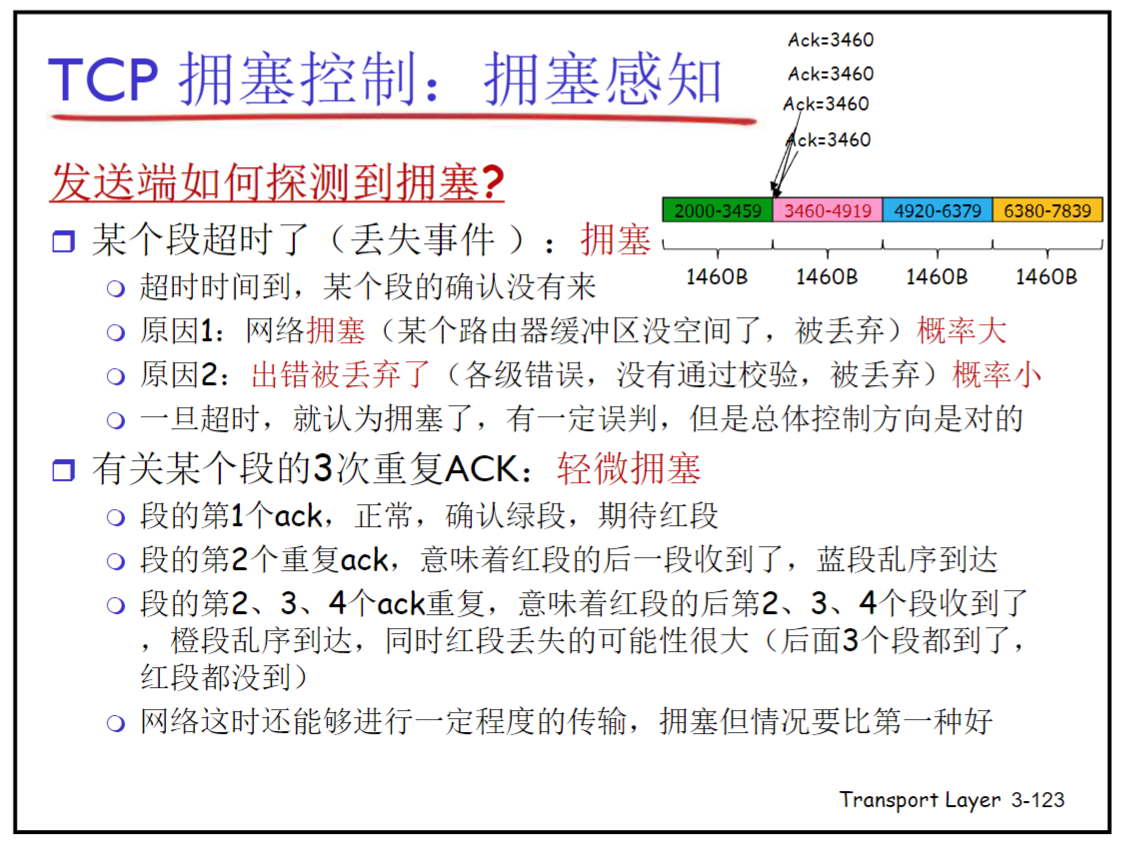 TCP 拥塞控制：拥塞感知
Ack=3460
Ack=3460
Ack=3460
Ack=3460
2000-3459 3460-4919 4920-6379 6380-7839
1460B 1460B 1460B 1460B
发送端如何探测到拥塞?
某个段超时了（丢失事件 ）：拥塞
超时时间到，某个段的确认没有来
原因1：网络拥塞（某个路由器缓冲区没空间了，被丢弃）概率大
原因2：出错被丢弃了（各级错误，没有通过校验，被丢弃）概率小
一旦超时，就认为拥塞了，有一定误判，但是总体控制方向是对的
有关某个段的3次重复ACK：轻微拥塞
段的第1个ack，正常，确认绿段，期待红段
段的第2个重复ack，意味着红段的后一段收到了，蓝段乱序到达
段的第2、3、4个ack重复，意味着红段的后第2、3、4个段收到了
，橙段乱序到达，同时红段丢失的可能性很大（后面3个段都到了，
红段都没到）
网络这时还能够进行一定程度的传输，拥塞但情况要比第一种好
Transport Layer 3-123